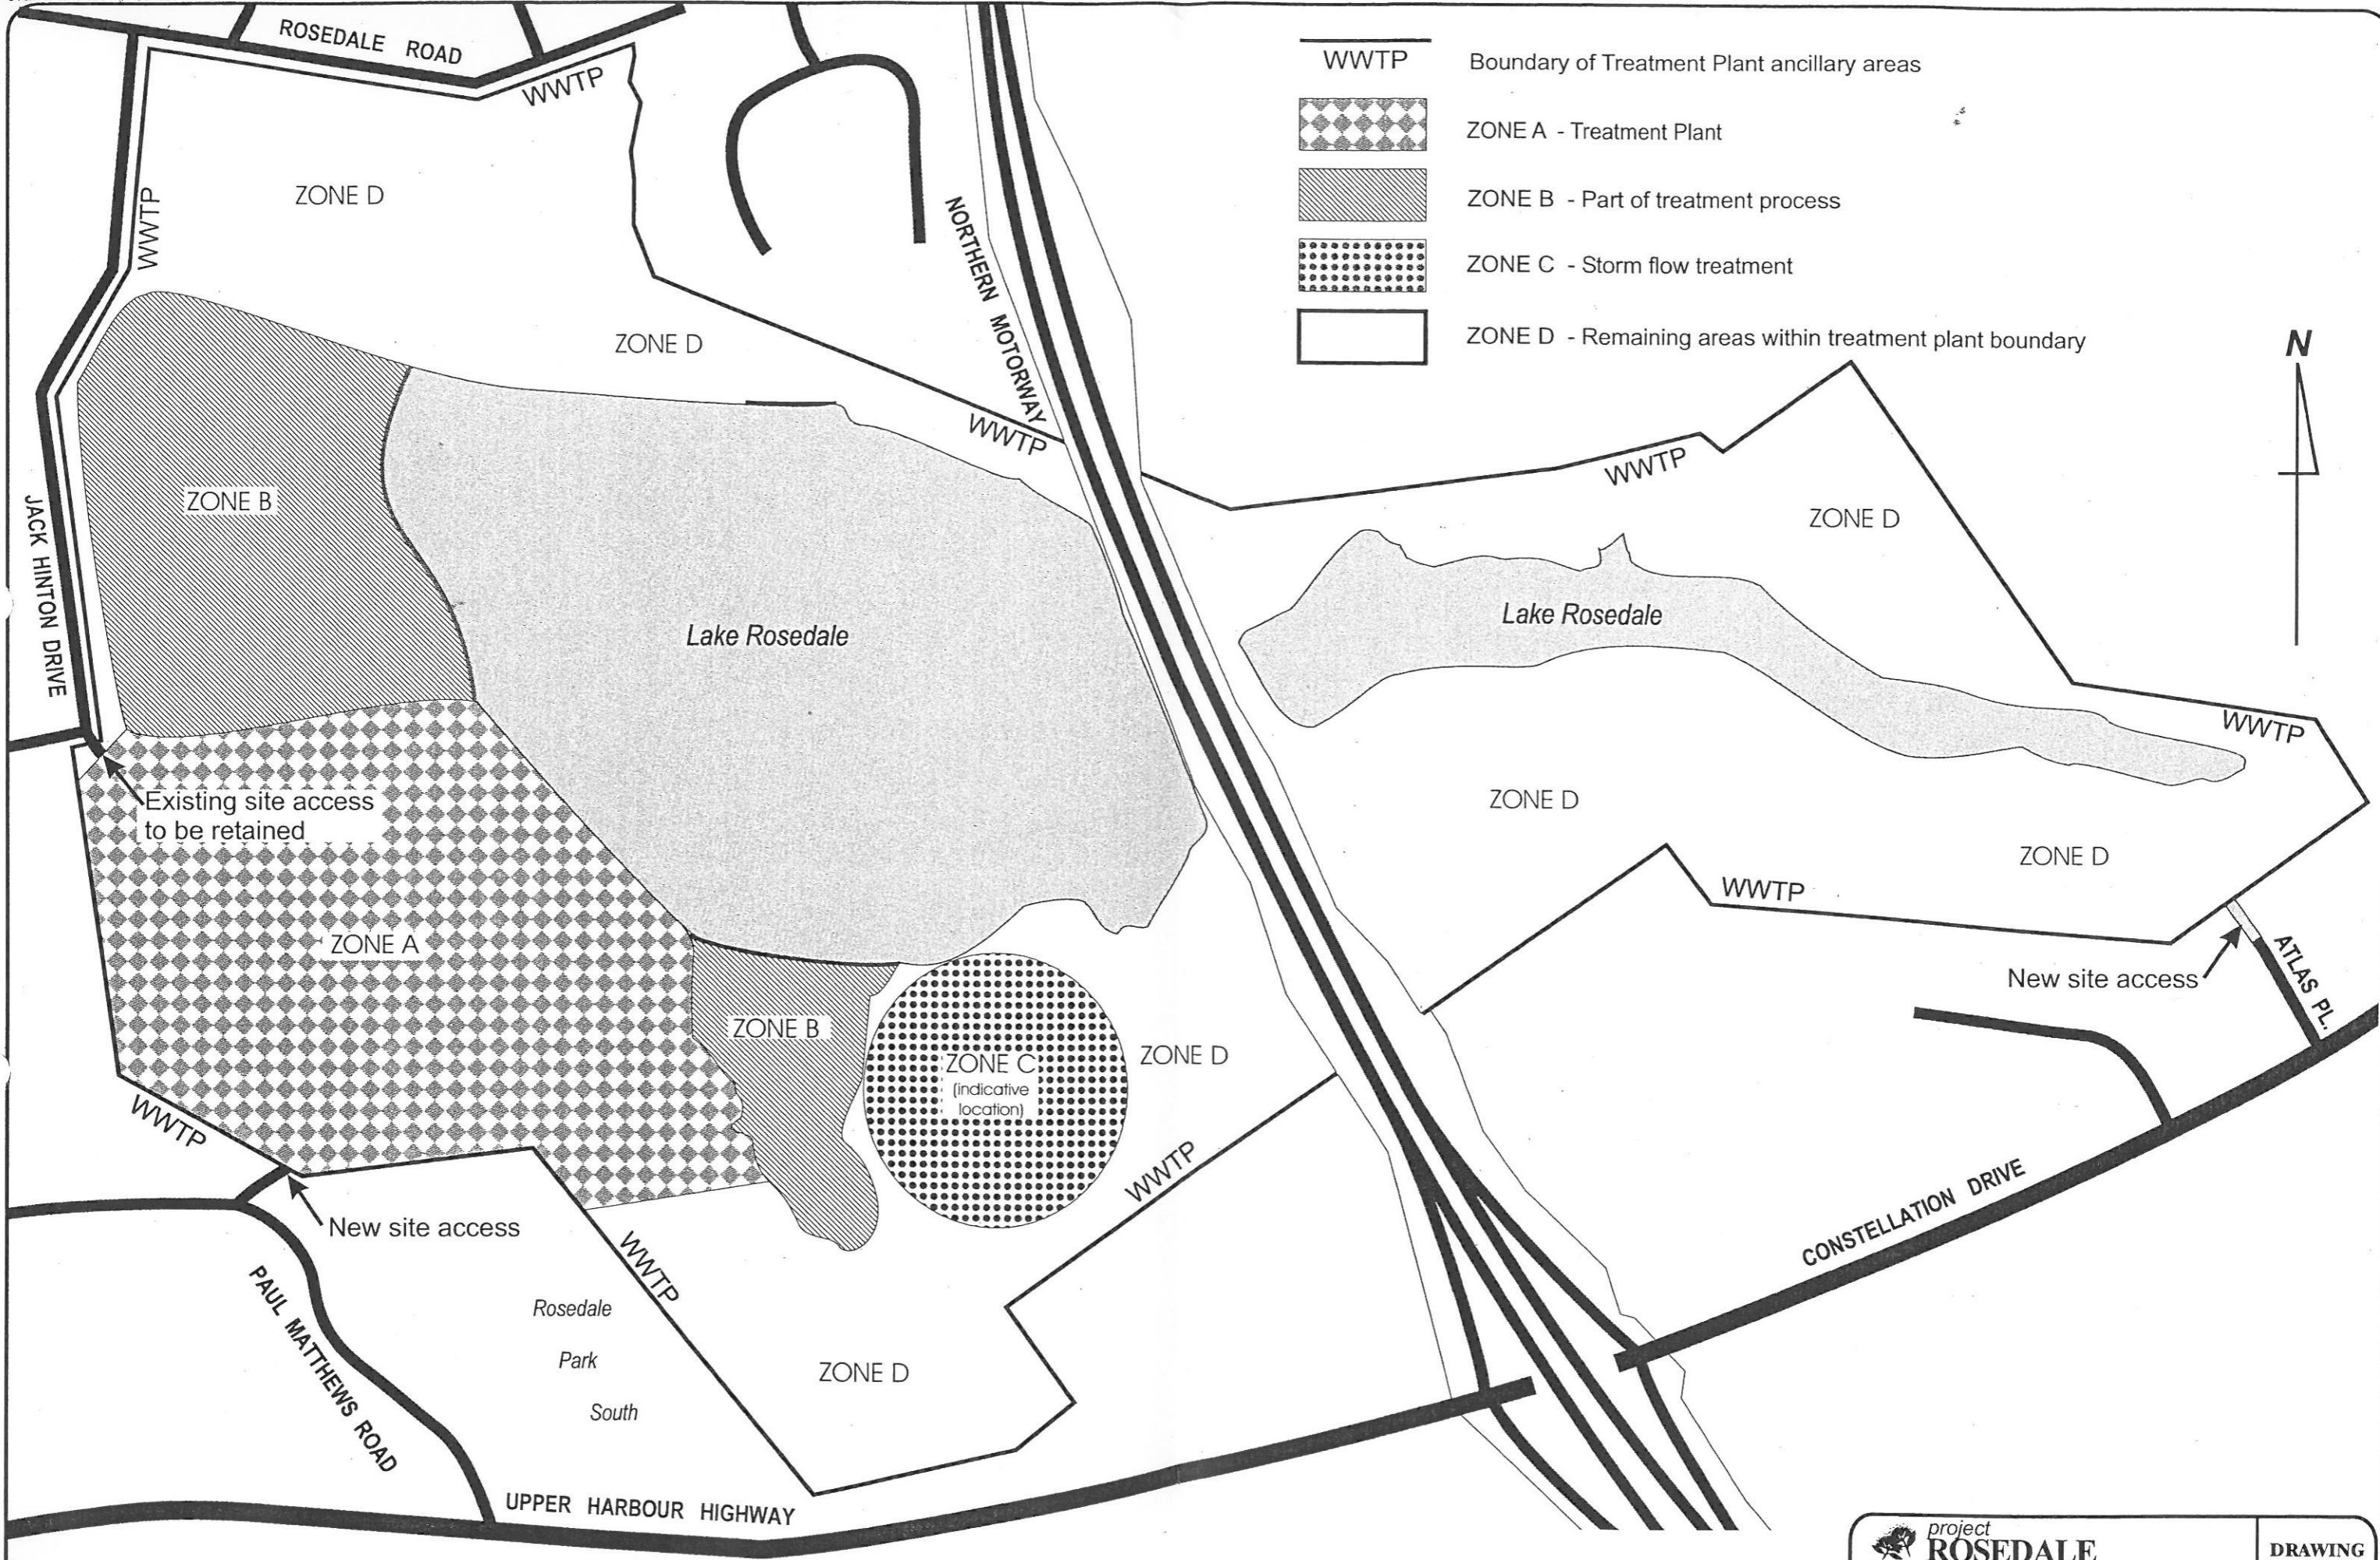 ROSEDALE ROAD
WWTP
WWTP
ZONE D
ZONE D
NORTHERN MOTORWAY
WWTP
WWTP Boundary of Treatment Plant ancillary areas
ZONE A - Treatment Plant
ZONE B - Part of treatment process
ZONE C - Storm flow treatment
ZONE D - Remaining areas within treatment plant boundary
N
WWTP
ZONE D
Lake Rosedale
WWTP
ZONE D
ZONE D
WWTP
New site access
ATLAS PL.
CONSTELLATION DRIVE
JACK HINTON DRIVE
ZONE B
Lake Rosedale
Existing site access
to be retained
ZONE A
ZONE B
ZONE C
(indicative
location)
ZONE D
WWTP
WWTP
New site access
WWTP
PAUL MATTHEWS ROAD
Rosedale
Park
South
ZONE D
UPPER HARBOUR HIGHWAY
project
ROSEDALE
DRAWING